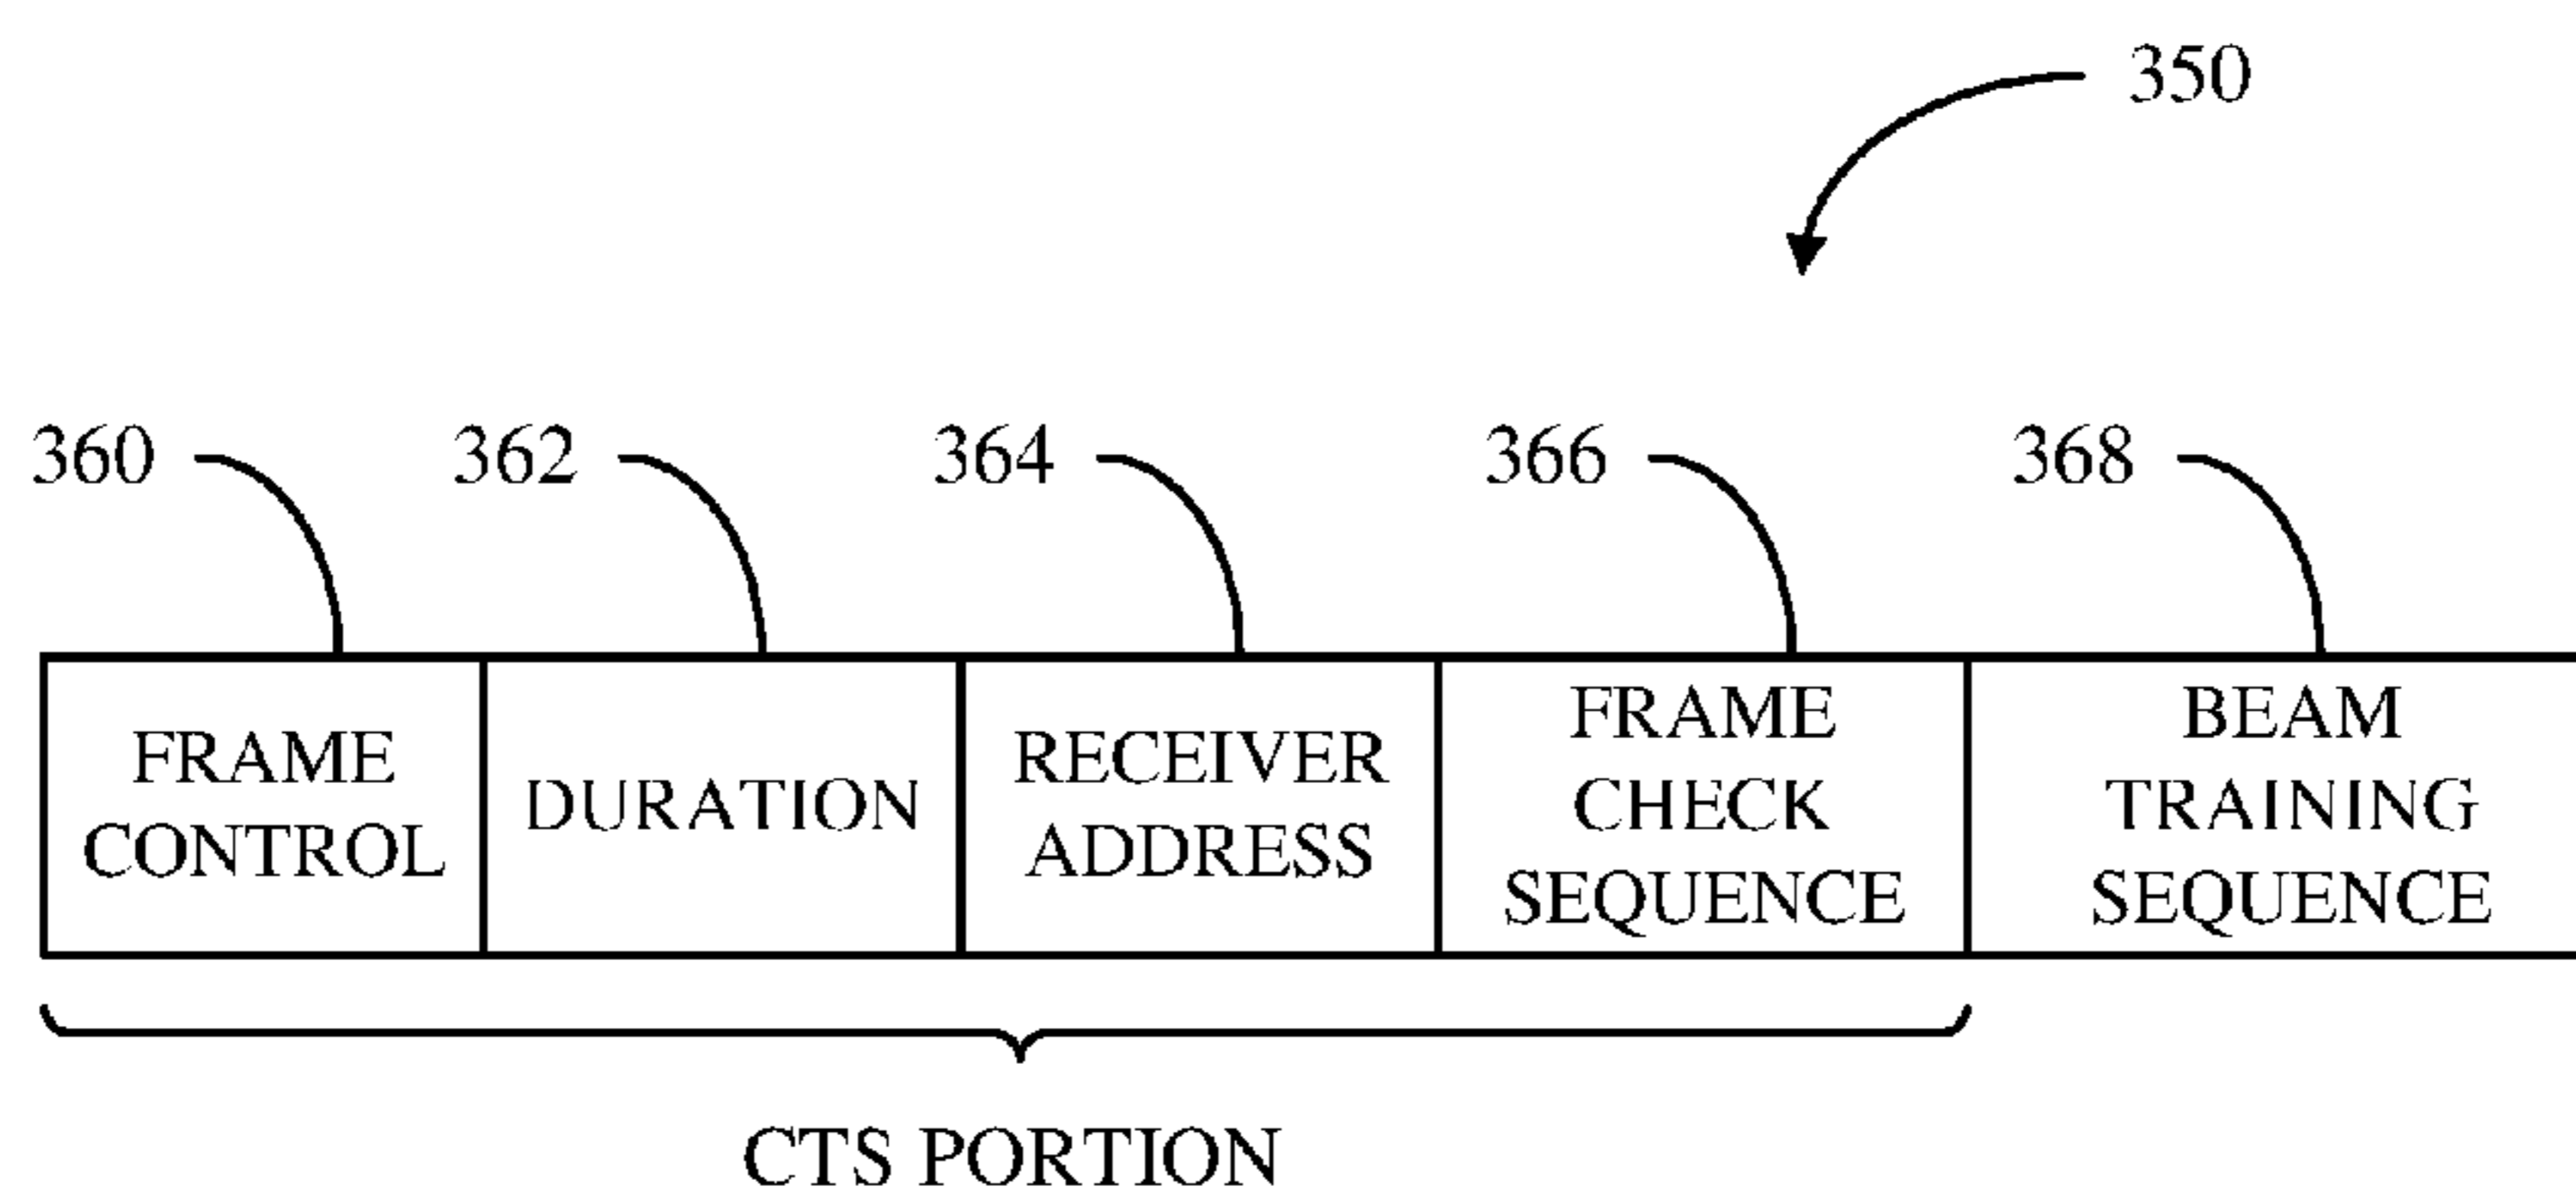 350
360
362
364
366
368
FRAME
CONTROL
DURATION
RECEIVER
ADDRESS
FRAME
CHECK
SEQUENCE
BEAM
TRAINING
SEQUENCE
CTS PORTION